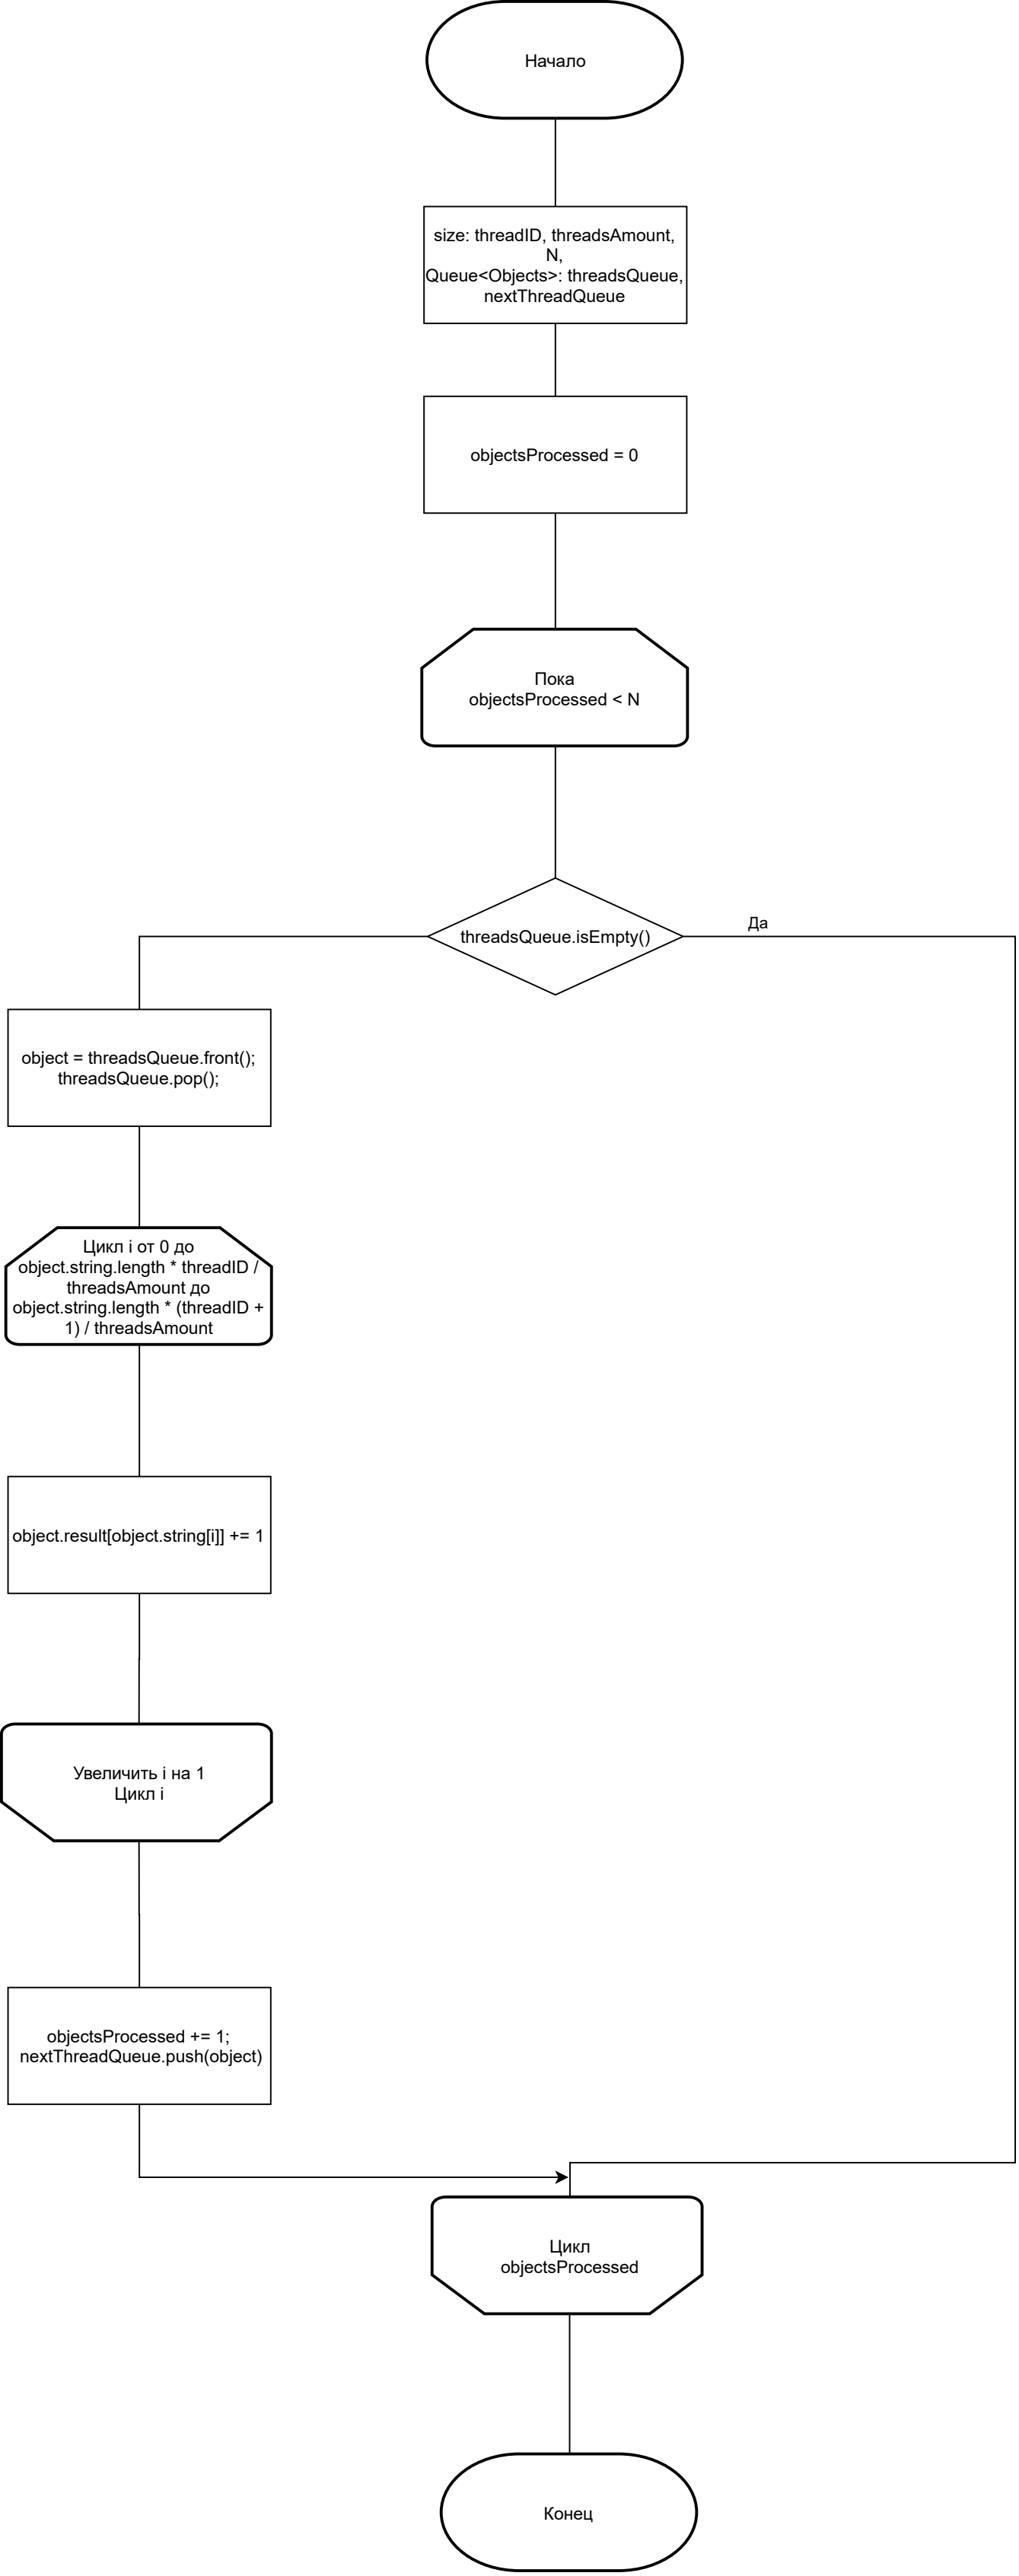 Начало
size: threadID, threadsAmount,
N,
Queue<Objects>: threadsQueue,
nextThreadQueue
objectsProcessed = 0
Пока
objectsProcessed < N
threadsQueue.isEmpty()
Да
object = threadsQueue.front();
threadsQueue.pop();
Цикл i от 0 до
object.string.length * threadID /
threadsAmount до
object.string.length * (threadID +
1) / threadsAmount
object.result[object.string[i]] += 1
Увеличить i на 1
Цикл i
objectsProcessed += 1;
nextThreadQueue.push(object)
Цикл
objectsProcessed
Конец